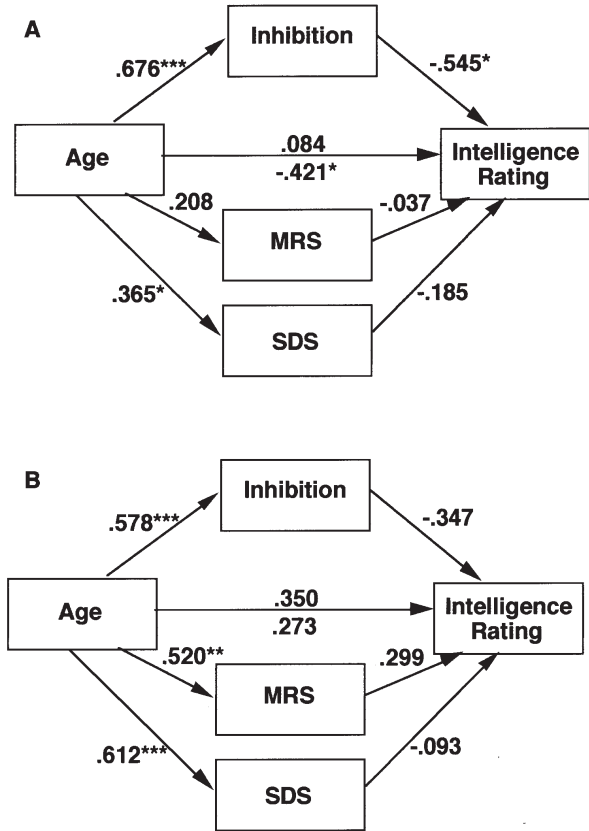 A
Inhibition
.676***
-.545*
Age
.084
-.421*
Intelligence
Rating
.208
-.037
MRS
.365*
-.185
SDS
B
Inhibition
.578***
-.347
Age
.350
.273
Intelligence
Rating
.520**
.299
MRS
.612***
-.093
SDS